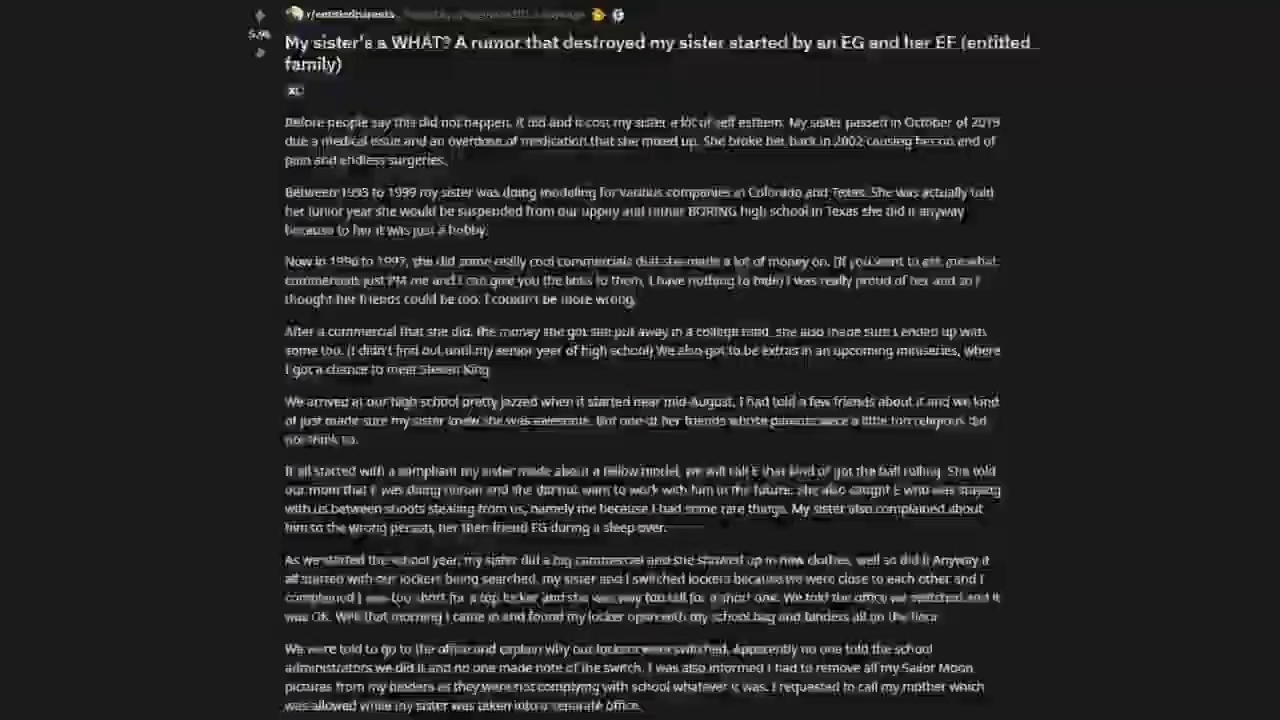 r/entitledparents
My sister's a WHAT? A rumor that destroyed my sister started by an EG and her EF (entitled
family)
XL
Before people say this did not happen. It did and it cost my sister a lot of self esteem. My sister passed in October of 2019
due a medical issue and an overdose of medication that she mixed up. She broke her back in 2002 causing her no end of
pain and endless surgeries.
Between 1995 to 1999 my sister was doing modeling for various companies in Colorado and Texas. She was actually told
her junior year she would be suspended from our uppity and rather BORING high school in Texas she did it anyway
because to her it was just a hobby.
Now in 1996 to 1997, she did some really cool commercials that she made a lot of money on. (If you want to ask me what
commercials just PM me and I can give you the links to them, I have nothing to hide) I was really proud of her and so I
thought her friends could be too. I couldn't be more wrong.
After a commercial that she did, the money she got she put away in a college fund, she also made sure I ended up with
some too. (I didn't find out until my senior year of high school) We also got to be extras in an upcoming miniseries, where
I got a chance to meet Steven King
We arrived at our high school pretty jazzed when it started near mid-August, I had told a few friends about it and we kind
of just made sure my sister knew she was awesome. But one of her friends whose parents were a little too religious did
not think so.
It all started with a compliant my sister made about a fellow model, we will call E that kind of got the ball rolling. She told
our mom that E was doing heroin and she did not want to work with him in the future. She also caught E who was staying
with us between shoots stealing from us, namely me because I had some rare things. My sister also complained about
him to the wrong person, her then friend EG during a sleep over.
As we started the school year, my sister did a big commercial and she showed up in new clothes, well so did I! Anyway it
all started with our lockers being searched, my sister and I switched lockers because we were close to each other and I
complained I was too short for a top locker and she was way too tall for a short one. We told the office we switched and it
was OK. Well that morning I came in and found my locker open with my school bag and binders all on the floor.
We were told to go to the office and explain why our lockers were switched. Apparently no one told the school
administrators we did it and no one made note of the switch. I was also informed I had to remove all my Sailor Moon
pictures from my binders as they were not complying with school whatever it was. I requested to call my mother which
was allowed while my sister was taken into a separate office.